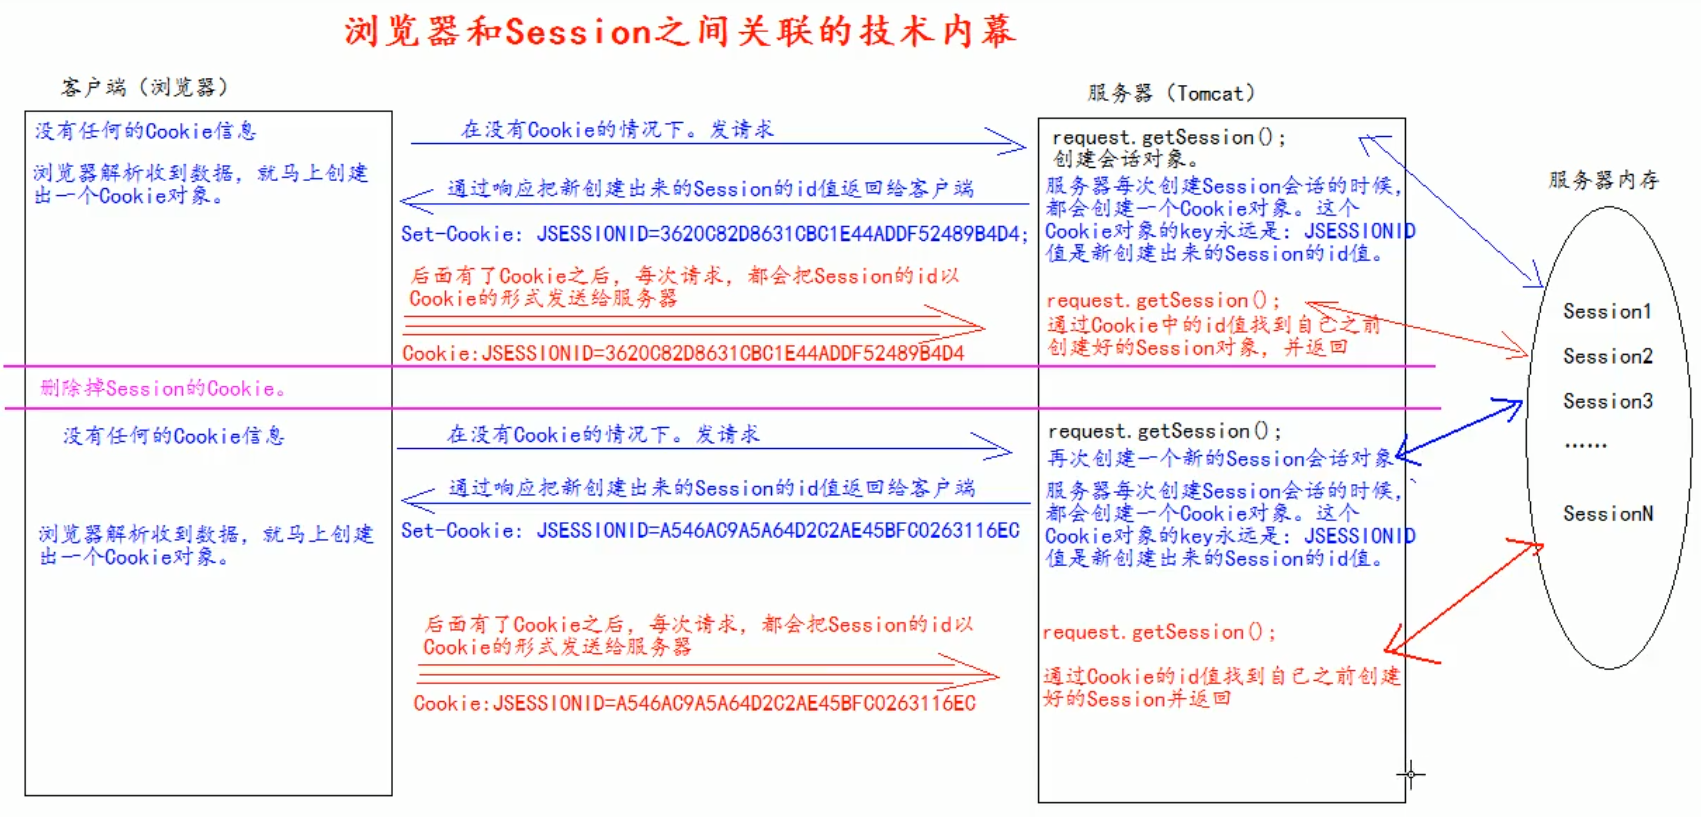 浏览器和Session之间关联的技术内幕
客户端（浏览器）
服务器（Tomcat）
服务器内存
没有任何的Cookie信息
浏览器解析收到数据，就马上创建
出一个Cookie对象。
在没有Cookie的情况下。发请求
通过响应把新创建出来的Session的id值返回给客户端
Set-Cookie: JSESSIONID=3620C82D8631CBC1E44ADDF52489B4D4;
后面有了Cookie之后，每次请求，都会把Session的id以
Cookie的形式发送给服务器
Cookie:JSESSIONID=3620C82D8631CBC1E44ADDF52489B4D4
request.getSession();
创建会话对象。
服务器每次创建Session会话的时候，
都会创建一个Cookie对象。这个
Cookie对象的key永远是：JSESSIONID
值是新创建出来的Session的id值。
request.getSession();
通过Cookie中的id值找到自己之前
创建好的Session对象，并返回
Session1
Session2
Session3
……
SessionN
删除掉Session的Cookie。
没有任何的Cookie信息
浏览器解析收到数据，就马上创建
出一个Cookie对象。
在没有Cookie的情况下。发请求
通过响应把新创建出来的Session的id值返回给客户端
Set-Cookie: JSESSIONID=A546AC9A5A64D2C2AE45BFC0263116EC
后面有了Cookie之后，每次请求，都会把Session的id以
Cookie的形式发送给服务器
Cookie:JSESSIONID=A546AC9A5A64D2C2AE45BFC0263116EC
request.getSession();
再次创建一个新的Session会话对象
服务器每次创建Session会话的时候，
都会创建一个Cookie对象。这个
Cookie对象的key永远是：JSESSIONID
值是新创建出来的Session的id值。
request.getSession();
通过Cookie的id值找到自己之前创建
好的Session并返回